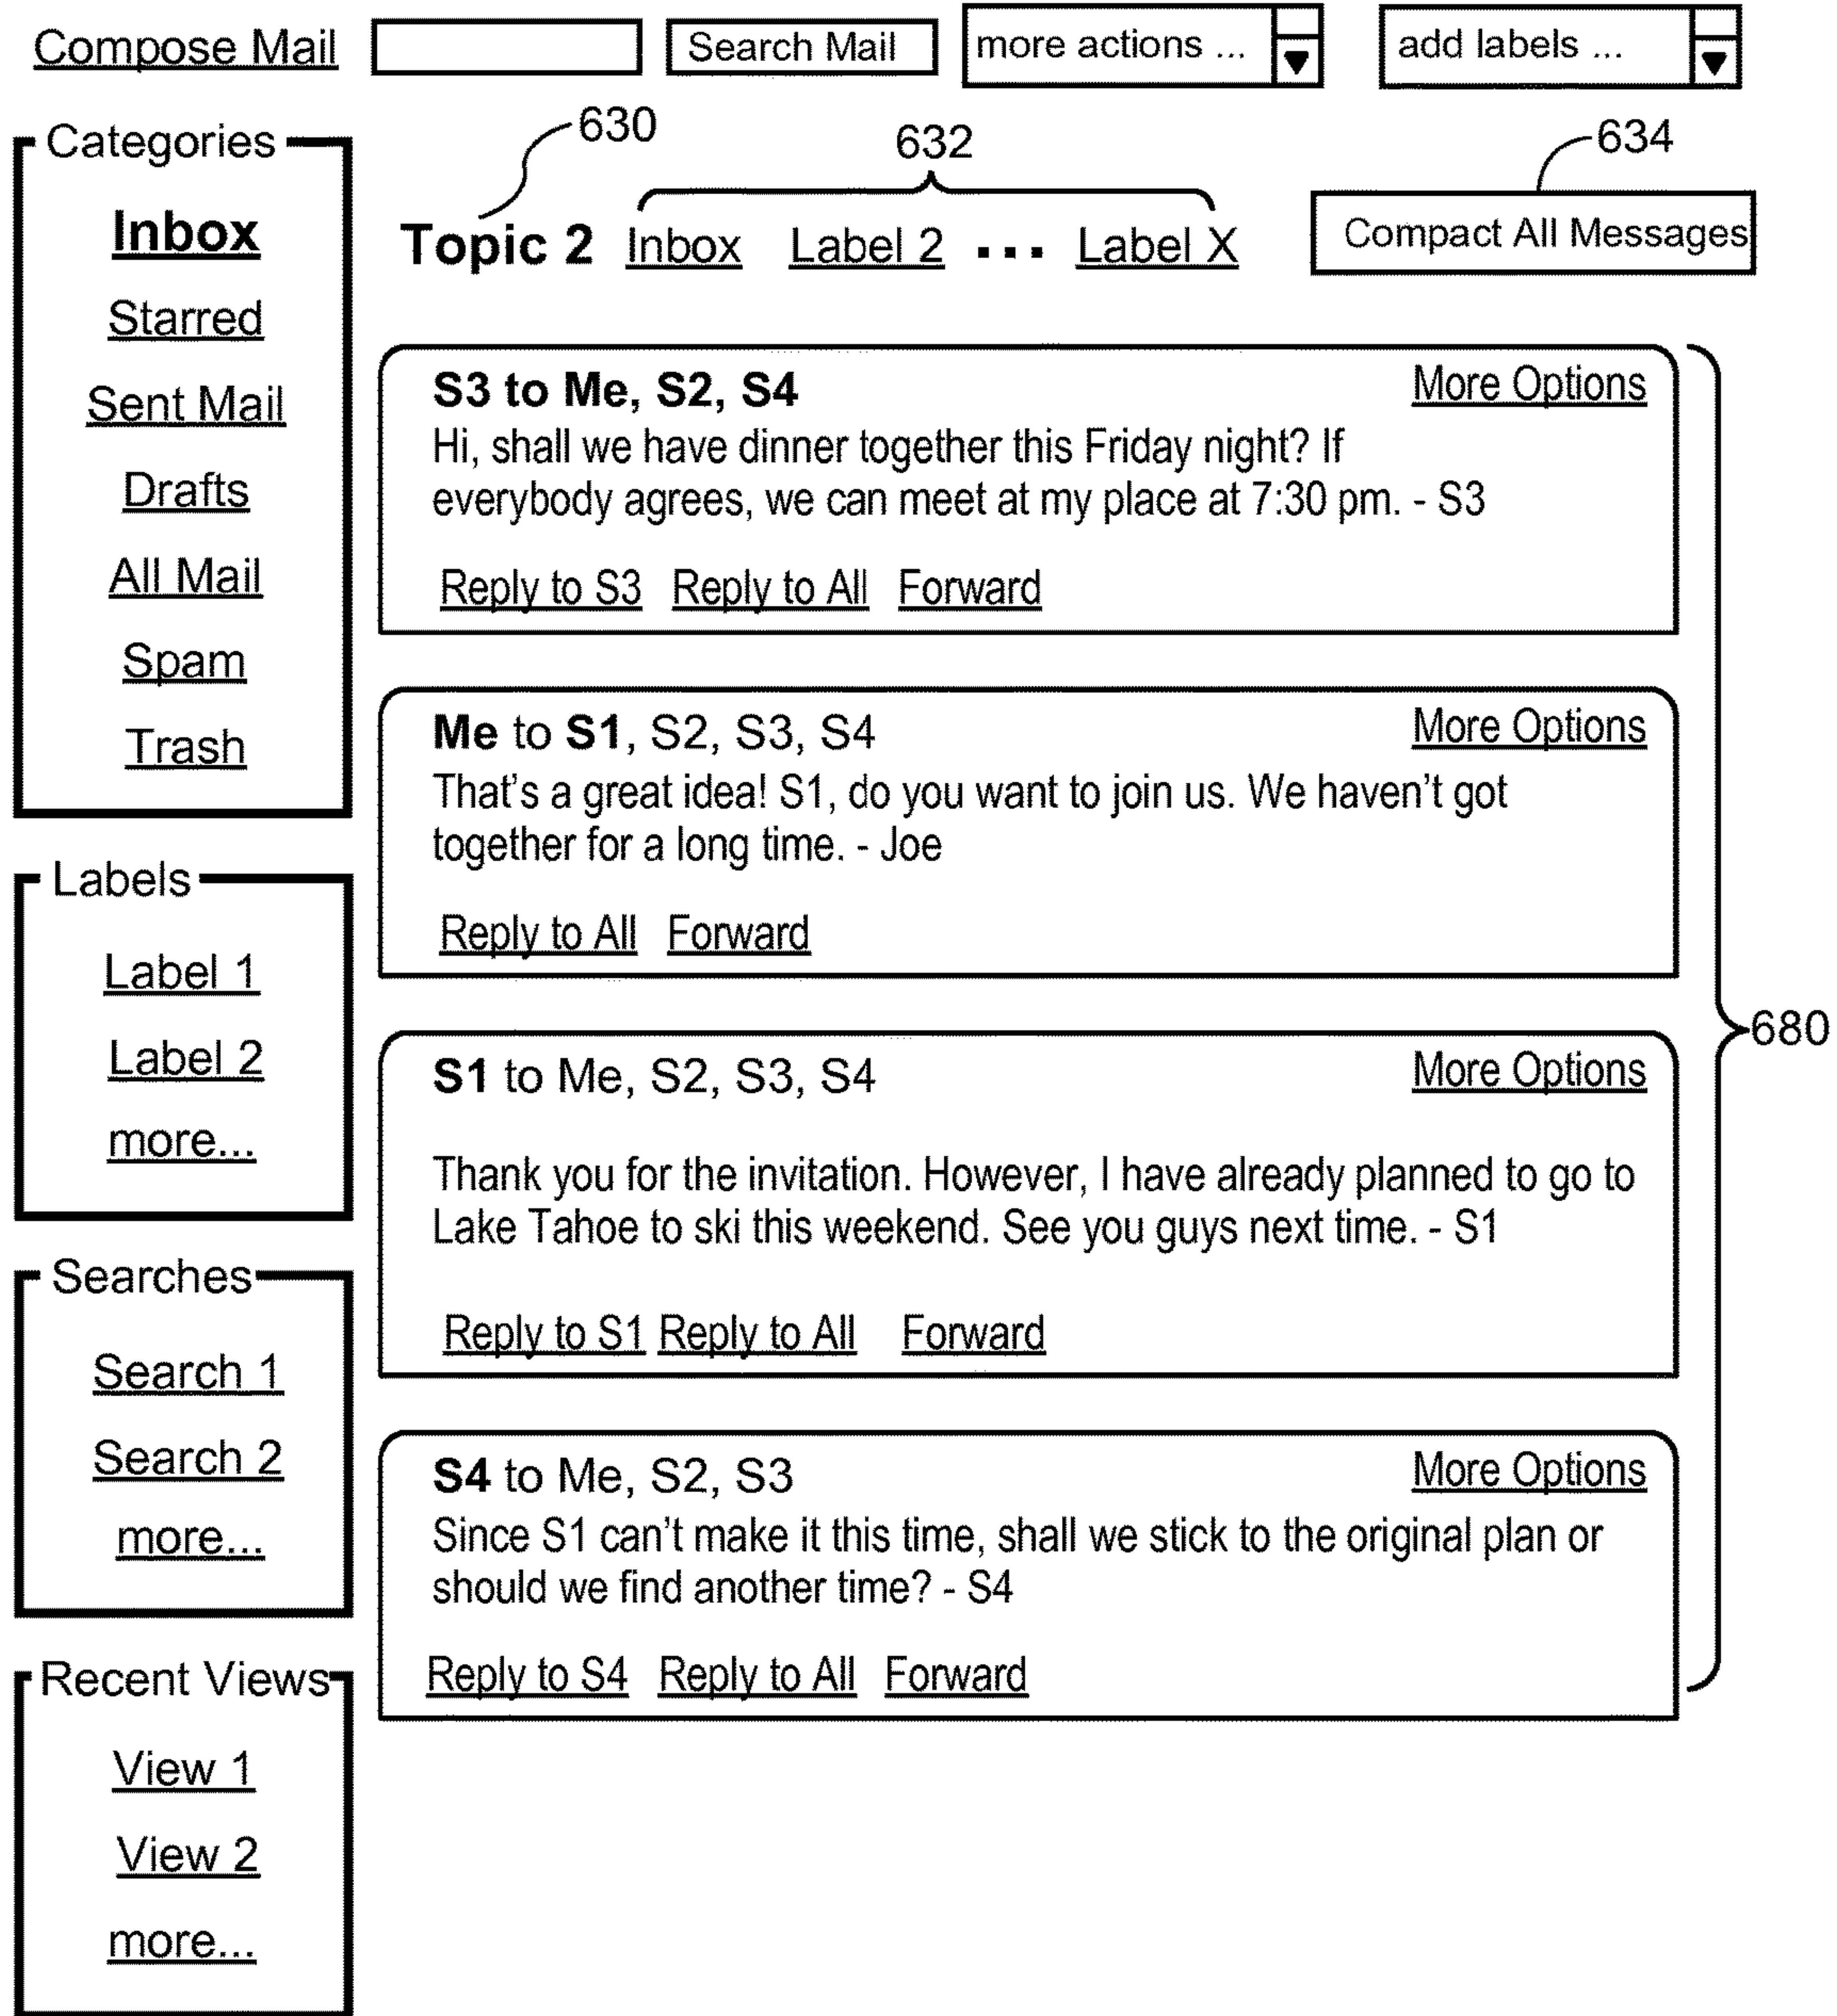 Compose Mail
Search Mail
more actions ...
add labels ...
Categories
Inbox
Starred
Sent Mail
Drafts
All Mail
Spam
Trash
Labels
Label 1
Label 2
more...
Searches
Search 1
Search 2
more...
Recent Views
View 1
View 2
more...
630
632
634
Topic 2 Inbox Label 2 ... Label X
Compact All Messages
S3 to Me, S2, S4 More Options
Hi, shall we have dinner together this Friday night? If
everybody agrees, we can meet at my place at 7:30 pm. - S3
Reply to S3 Reply to All Forward
Me to S1, S2, S3, S4 More Options
That's a great idea! S1, do you want to join us. We haven't got
together for a long time. - Joe
Reply to All Forward
S1 to Me, S2, S3, S4 More Options
Thank you for the invitation. However, I have already planned to go to
Lake Tahoe to ski this weekend. See you guys next time. - S1
Reply to S1 Reply to All Forward
S4 to Me, S2, S3 More Options
Since S1 can't make it this time, shall we stick to the original plan or
should we find another time? - S4
Reply to S4 Reply to All Forward
680